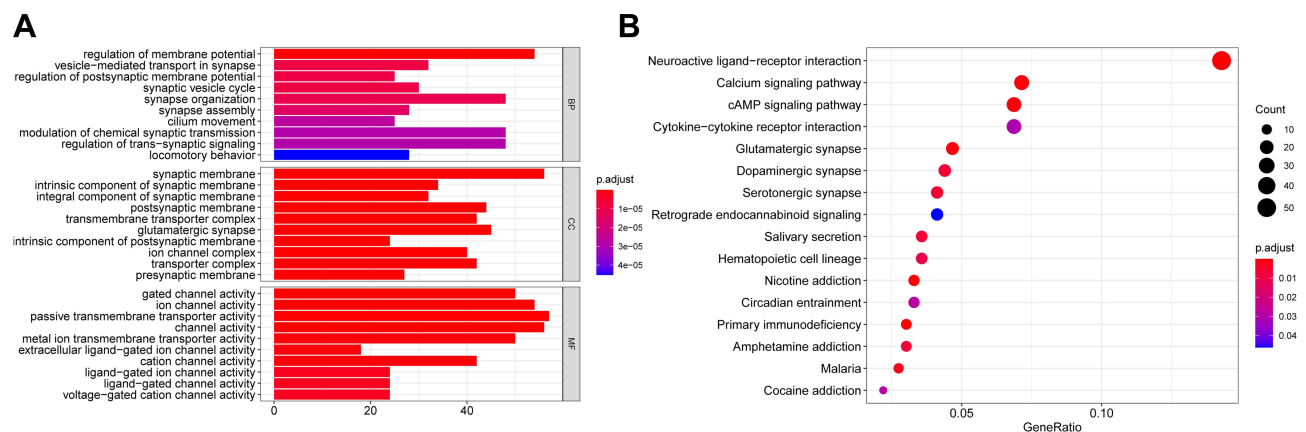 A
regulation of membrane potential
vesicle−mediated transport in synapse
regulation of postsynaptic membrane potential
synaptic vesicle cycle
synapse organization
synapse assembly
cilium movement
modulation of chemical synaptic transmission
regulation of trans−synaptic signaling
locomotory behavior
BP
synaptic membrane
intrinsic component of synaptic membrane
integral component of synaptic membrane
postsynaptic membrane
transmembrane transporter complex
glutamatergic synapse
intrinsic component of postsynaptic membrane
ion channel complex
transporter complex
presynaptic membrane
CC
gated channel activity
ion channel activity
passive transmembrane transporter activity
channel activity
metal ion transmembrane transporter activity
extracellular ligand−gated ion channel activity
cation channel activity
ligand−gated ion channel activity
ligand−gated channel activity
voltage−gated cation channel activity
MF
0 20 40
p.adjust
1e−05
2e−05
3e−05
4e−05
B
Neuroactive ligand−receptor interaction
Calcium signaling pathway
cAMP signaling pathway
Cytokine−cytokine receptor interaction
Glutamatergic synapse
Dopaminergic synapse
Serotonergic synapse
Retrograde endocannabinoid signaling
Salivary secretion
Hematopoietic cell lineage
Nicotine addiction
Circadian entrainment
Primary immunodeficiency
Amphetamine addiction
Malaria
Cocaine addiction
0.05 0.10
GeneRatio
Count
10
20
30
40
50
p.adjust
0.01
0.02
0.03
0.04